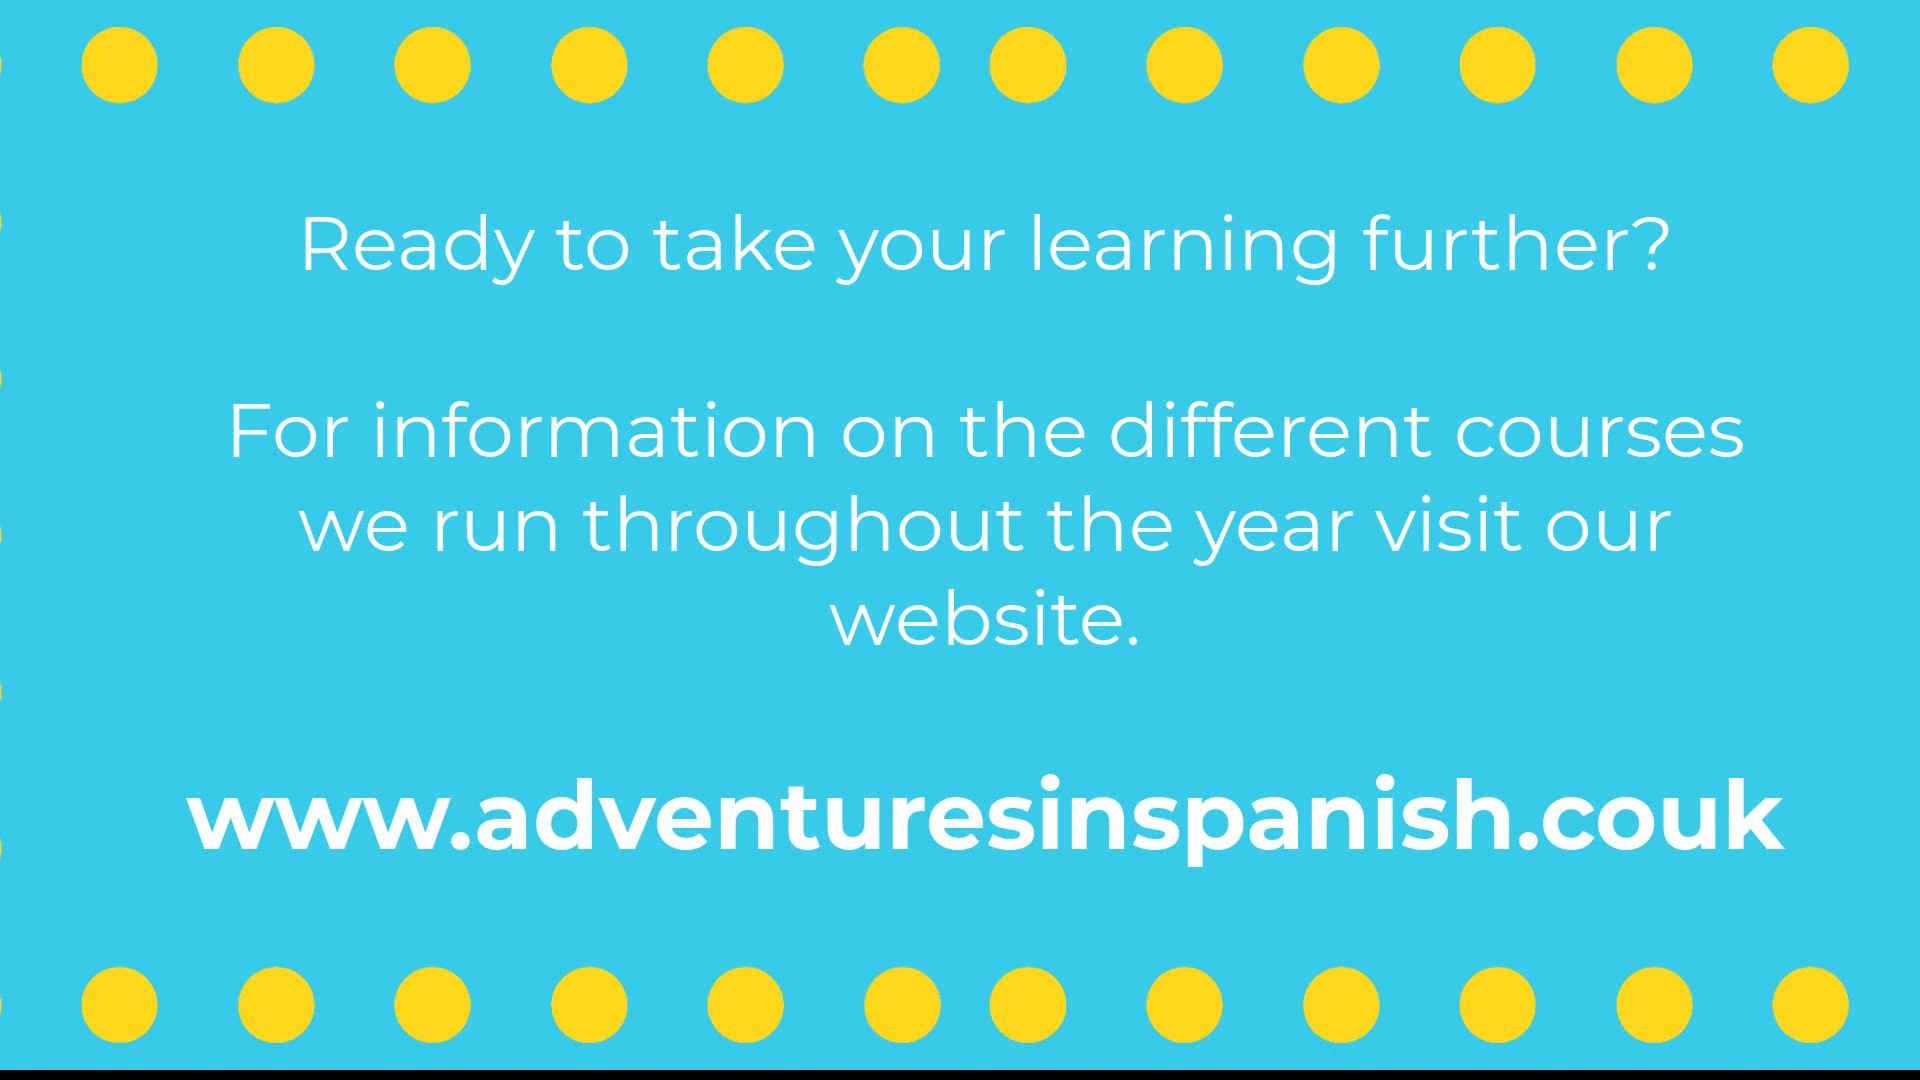 Ready to take your learning further?
For information on the different courses
we run throughout the year visit our
website.
www.adventuresinspanish.couk